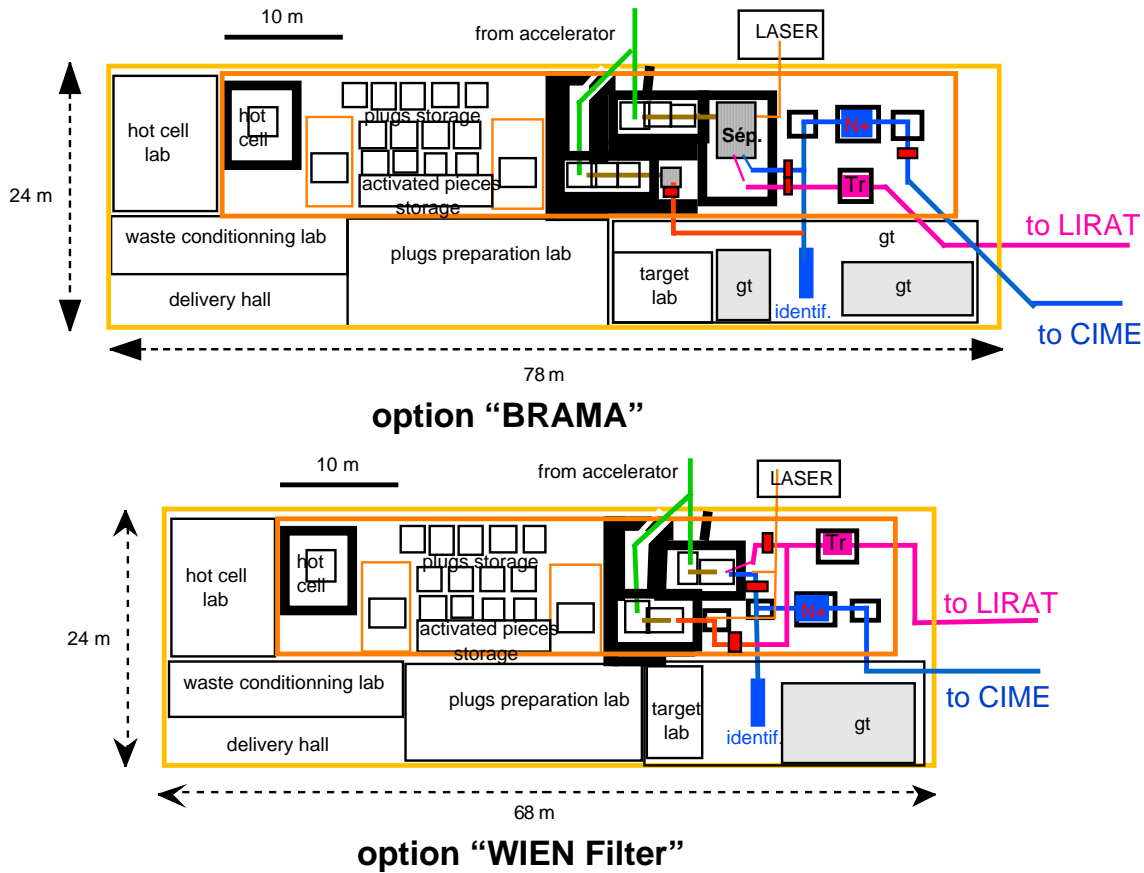 10 m
from accelerator
LASER
24 m
hot cell
lab
hot
cell
plugs storage
activated pieces
storage
Sép.
N+
Tr
to LIRAT
waste conditionning lab
delivery hall
plugs preparation lab
target
lab
gt
gt
gt
identif.
to CIME
78 m
option “BRAMA”
10 m
from accelerator
LASER
24 m
hot cell
lab
hot
cell
plugs storage
activated pieces
storage
Tr
N+
to LIRAT
to CIME
waste conditionning lab
delivery hall
plugs preparation lab
target
lab
identif.
gt
68 m
option “WIEN Filter”